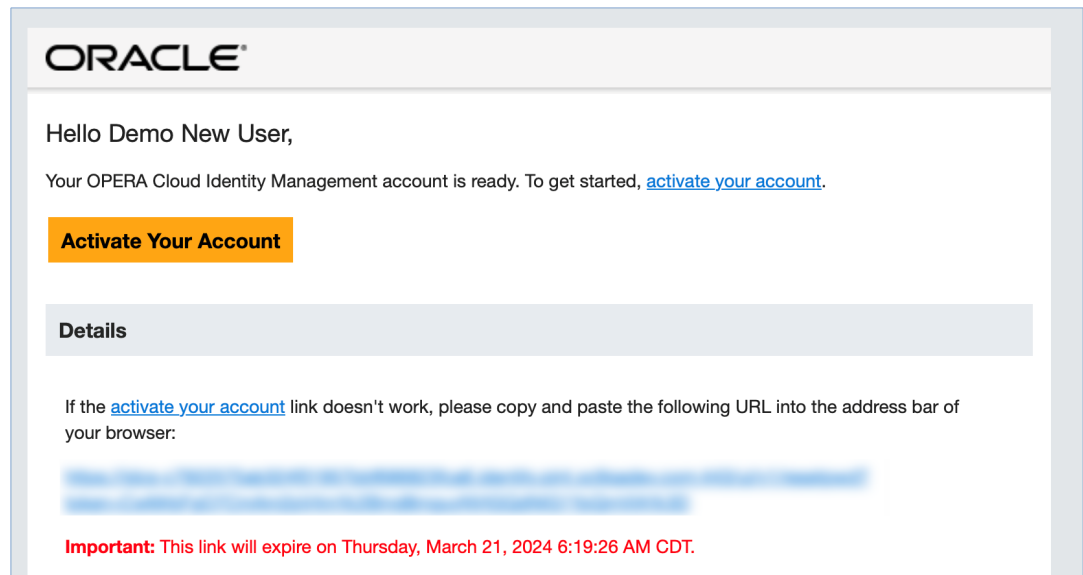 ORACLE®
Hello Demo New User,
Your OPERA Cloud Identity Management account is ready. To get started, activate your account.
Activate Your Account
Details
If the activate your account link doesn't work, please copy and paste the following URL into the address bar of
your browser:
Important: This link will expire on Thursday, March 21, 2024 6:19:26 AM CDT.